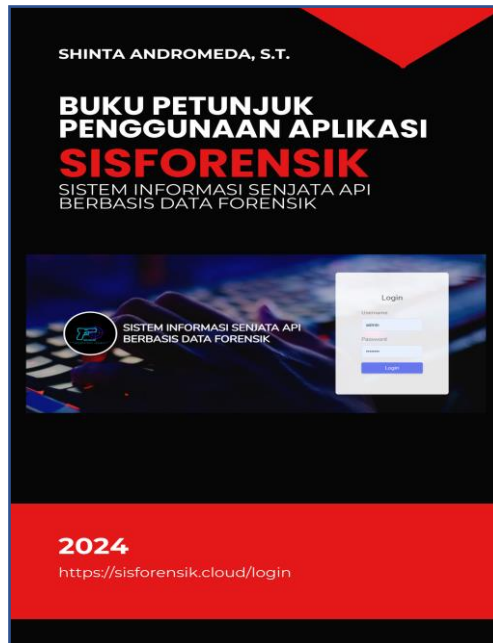 SHINTA ANDROMEDA, S.T.
BUKU PETUNJUK
PENGGUNAAN APLIKASI
SISFORENSIK
SISTEM INFORMASI SENJATA API
BERBASIS DATA FORENSIK
Login
Username
admin
SISTEM INFORMASI SENJATA API
BERBASIS DATA FORENSIK
Password
Login
2024
https://sisforensik.cloud/login